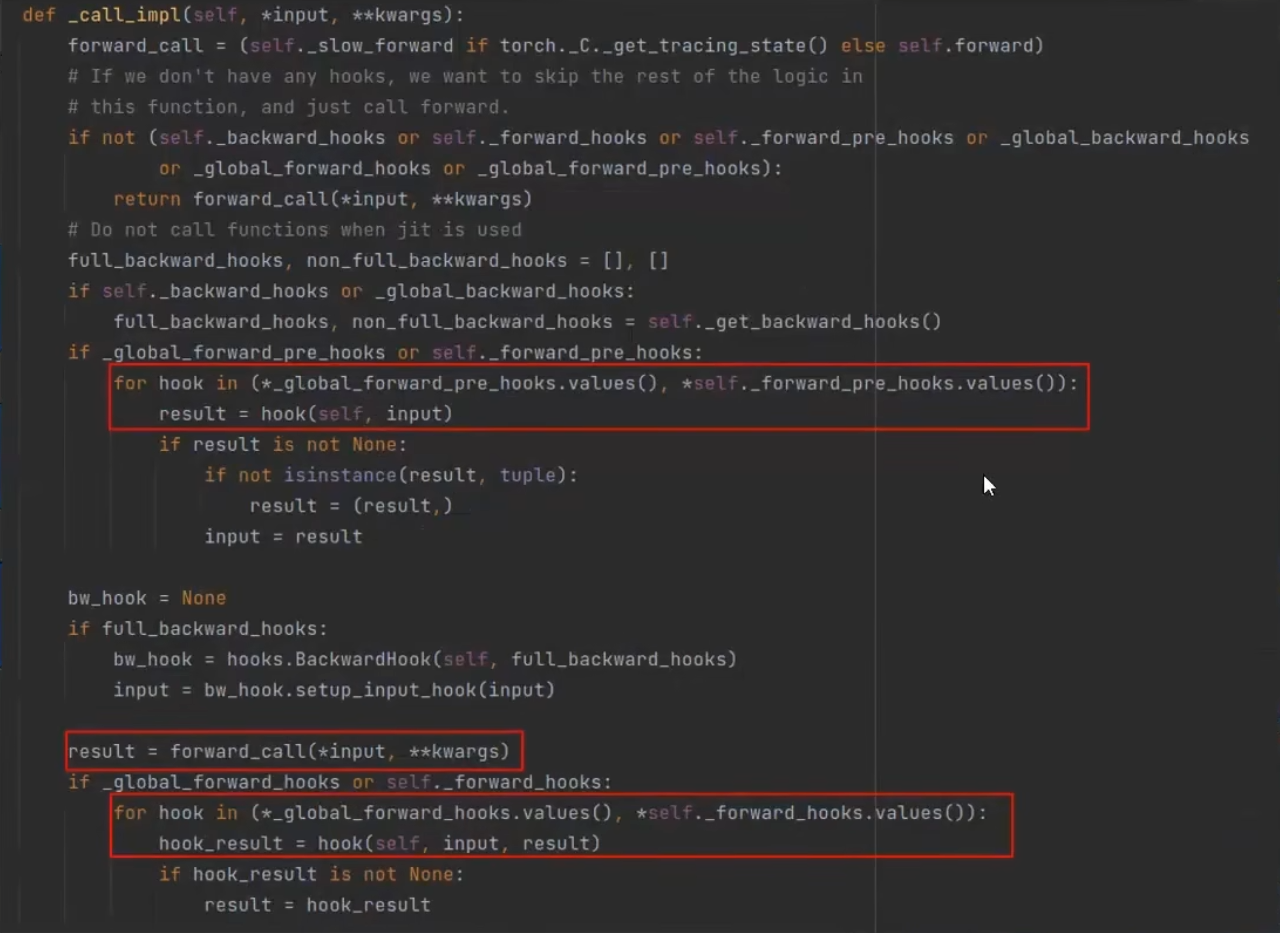 def _call_impl(self, *input, **kwargs):
    forward_call = (self._slow_forward if torch._C._get_tracing_state() else self.forward)
    # If we don't have any hooks, we want to skip the rest of the logic in
    # this function, and just call forward.
    if not (self._backward_hooks or self._forward_hooks or self._forward_pre_hooks or _global_backward_hooks
            or _global_forward_hooks or _global_forward_pre_hooks):
        return forward_call(*input, **kwargs)
    # Do not call functions when jit is used
    full_backward_hooks, non_full_backward_hooks = [], []
    if self._backward_hooks or _global_backward_hooks:
        full_backward_hooks, non_full_backward_hooks = self._get_backward_hooks()
    if _global_forward_pre_hooks or self._forward_pre_hooks:
        for hook in (*_global_forward_pre_hooks.values(), *self._forward_pre_hooks.values()):
            result = hook(self, input)
            if result is not None:
                if not isinstance(result, tuple):
                    result = (result,)
                input = result

    bw_hook = None
    if full_backward_hooks:
        bw_hook = hooks.BackwardHook(self, full_backward_hooks)
        input = bw_hook.setup_input_hook(input)

    result = forward_call(*input, **kwargs)
    if _global_forward_hooks or self._forward_hooks:
        for hook in (*_global_forward_hooks.values(), *self._forward_hooks.values()):
            hook_result = hook(self, input, result)
            if hook_result is not None:
                result = hook_result